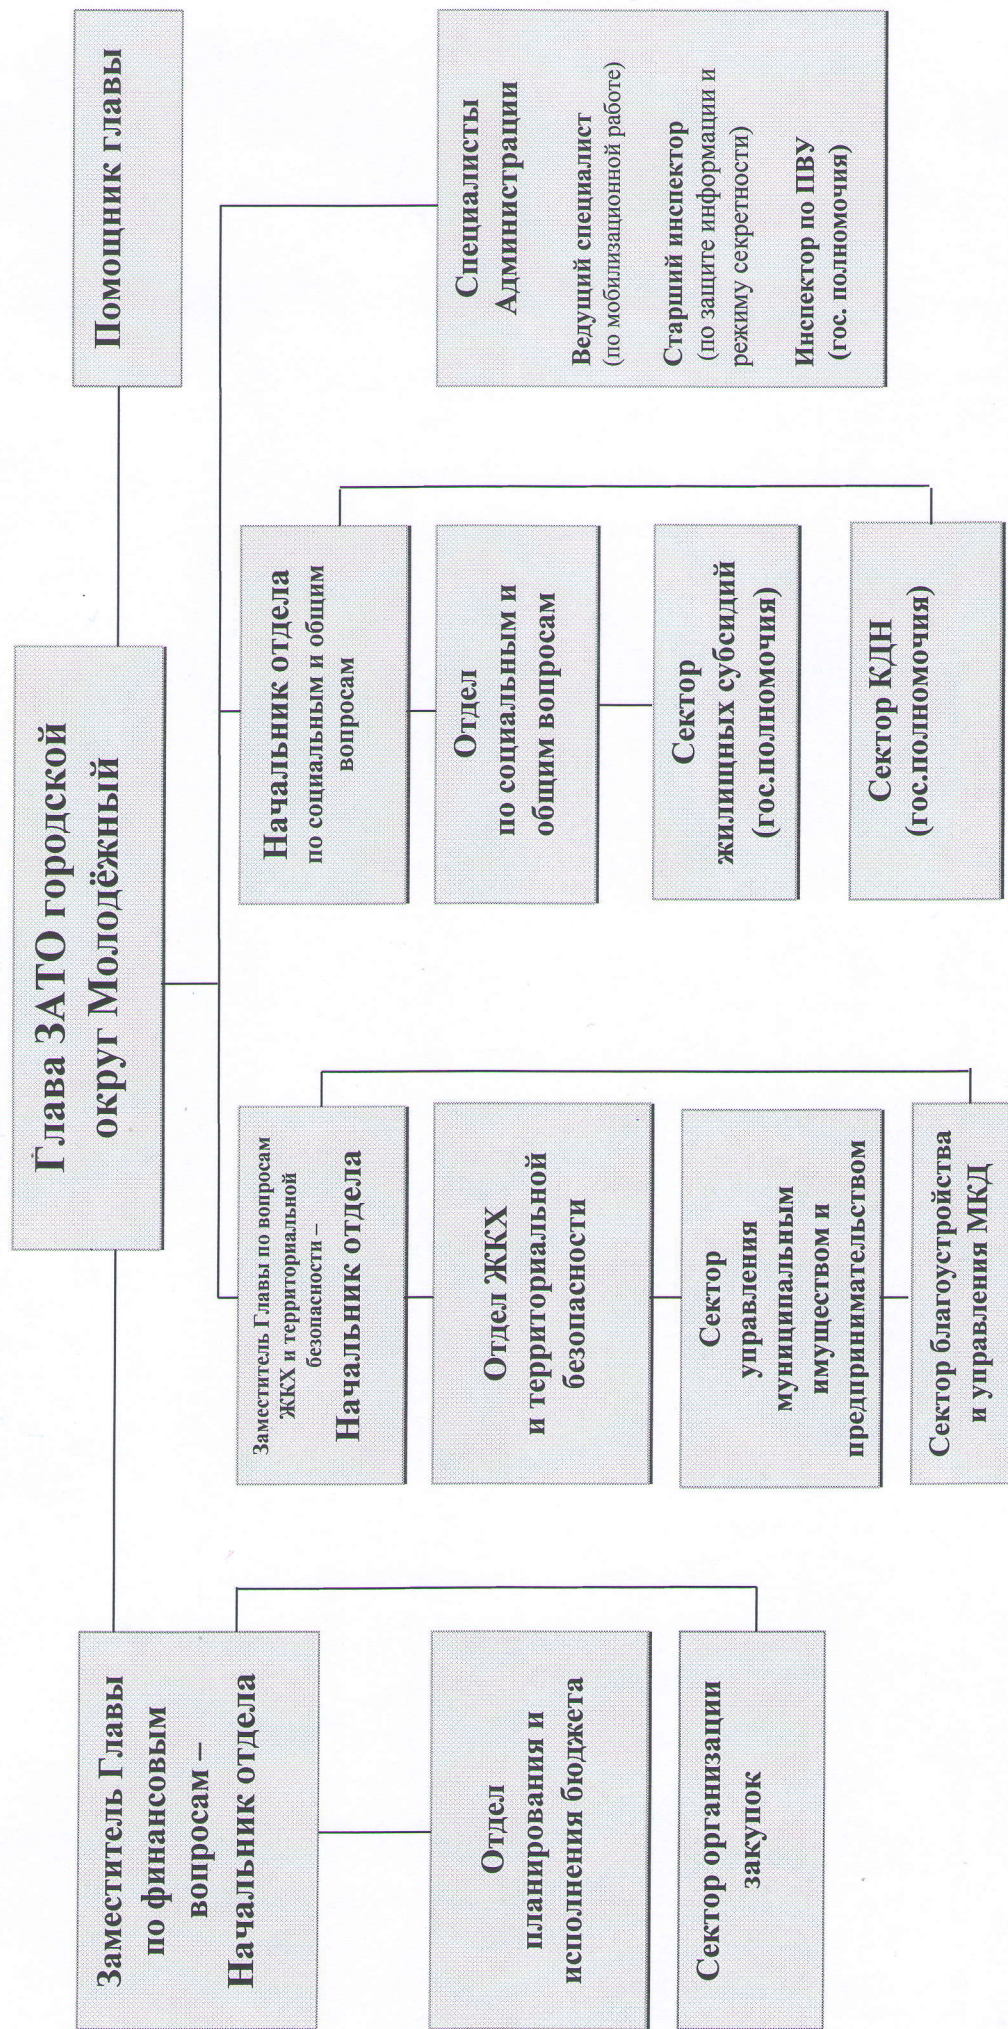 Глава ЗАТО городской
округ Молодёжный
Помощник главы
Заместитель Главы
по финансовым
вопросам –
Начальник отдела
Отдел
планирования и
исполнения бюджета
Сектор организации
закупок
Заместитель Главы по вопросам
ЖКХ и территориальной
безопасности –
Начальник отдела
Отдел ЖКХ
и территориальной
безопасности
Сектор
управления
муниципальным
имуществом и
предпринимательством
Сектор благоустройства
и управления МКД
Начальник отдела
по социальным и общим
вопросам
Отдел
по социальным и
общим вопросам
Сектор
жилищных субсидий
(гос.полномочия)
Сектор КДН
(гос.полномочия)
Специалисты
Администрации
Ведущий специалист
(по мобилизационной работе)
Старший инспектор
(по защите информации и
режиму секретности)
Инспектор по ПВУ
(гос. полномочия)